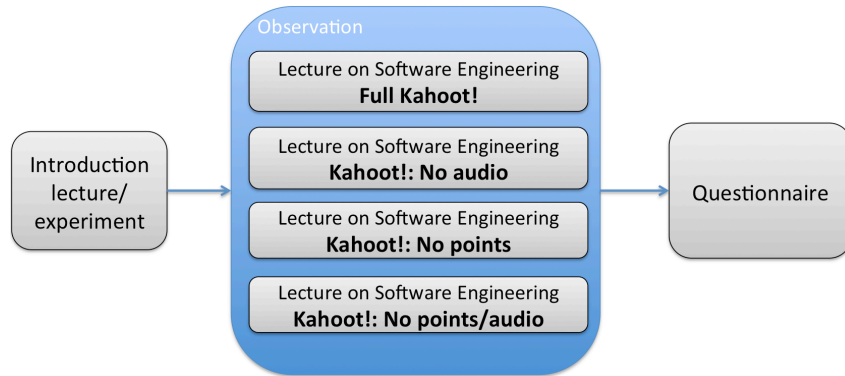 Observation
Lecture on Software Engineering
Full Kahoot!
Lecture on Software Engineering
Kahoot!: No audio
Lecture on Software Engineering
Kahoot!: No points
Lecture on Software Engineering
Kahoot!: No points/audio
Introduction
lecture/
experiment
Questionnaire